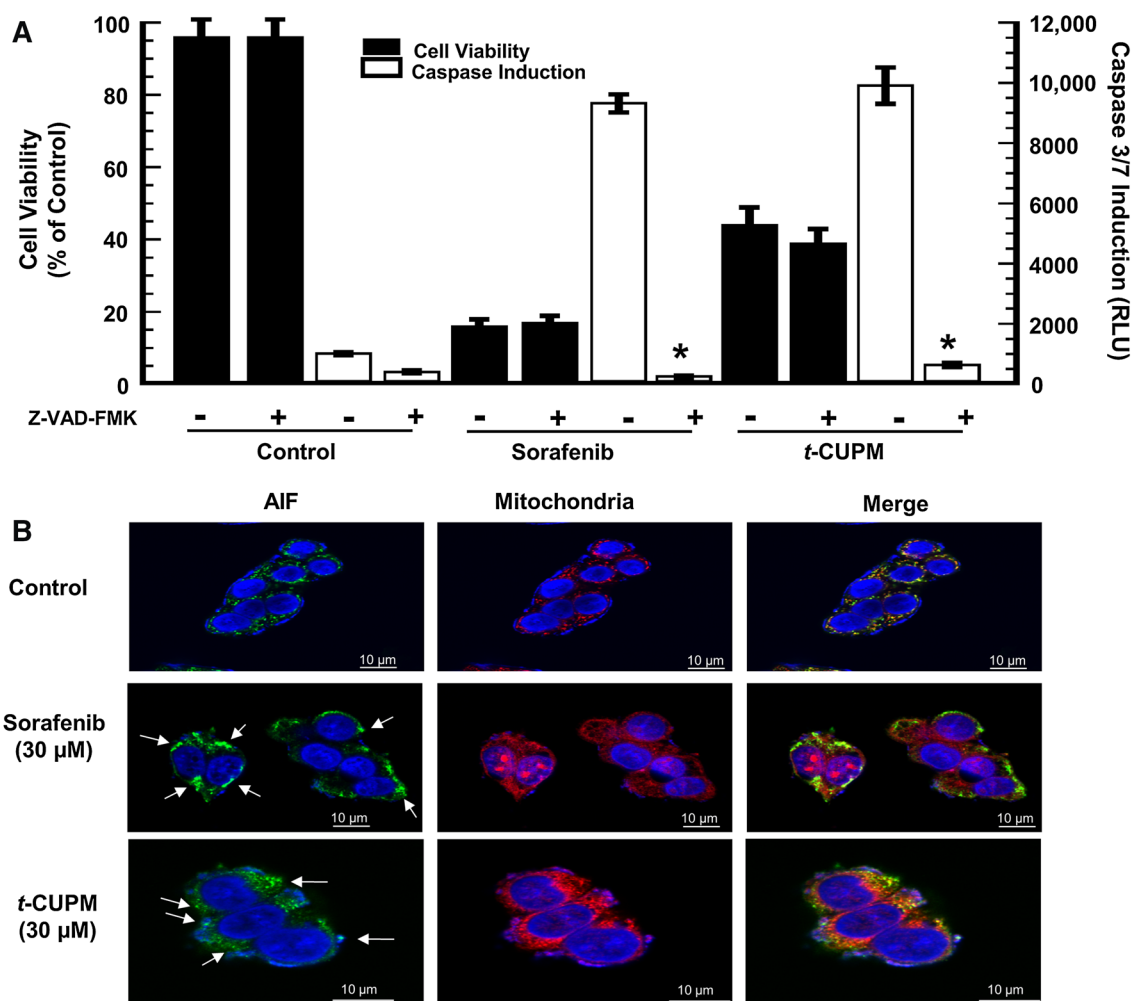 A
Cell Viability
(% of Control)
100
80
60
40
20
0
Cell Viability
Caspase Induction
12,000
10,000
8000
6000
4000
2000
0
Caspase 3/7 Induction (RLU)
*
*
Z-VAD-FMK - + - + - + - + - + - +
Control Sorafenib t-CUPM
B
AIF Mitochondria Merge
Control
10 µm 10 µm 10 µm
Sorafenib
(30 µM)
10 µm 10 µm 10 µm
t-CUPM
(30 µM)
10 µm 10 µm 10 µm